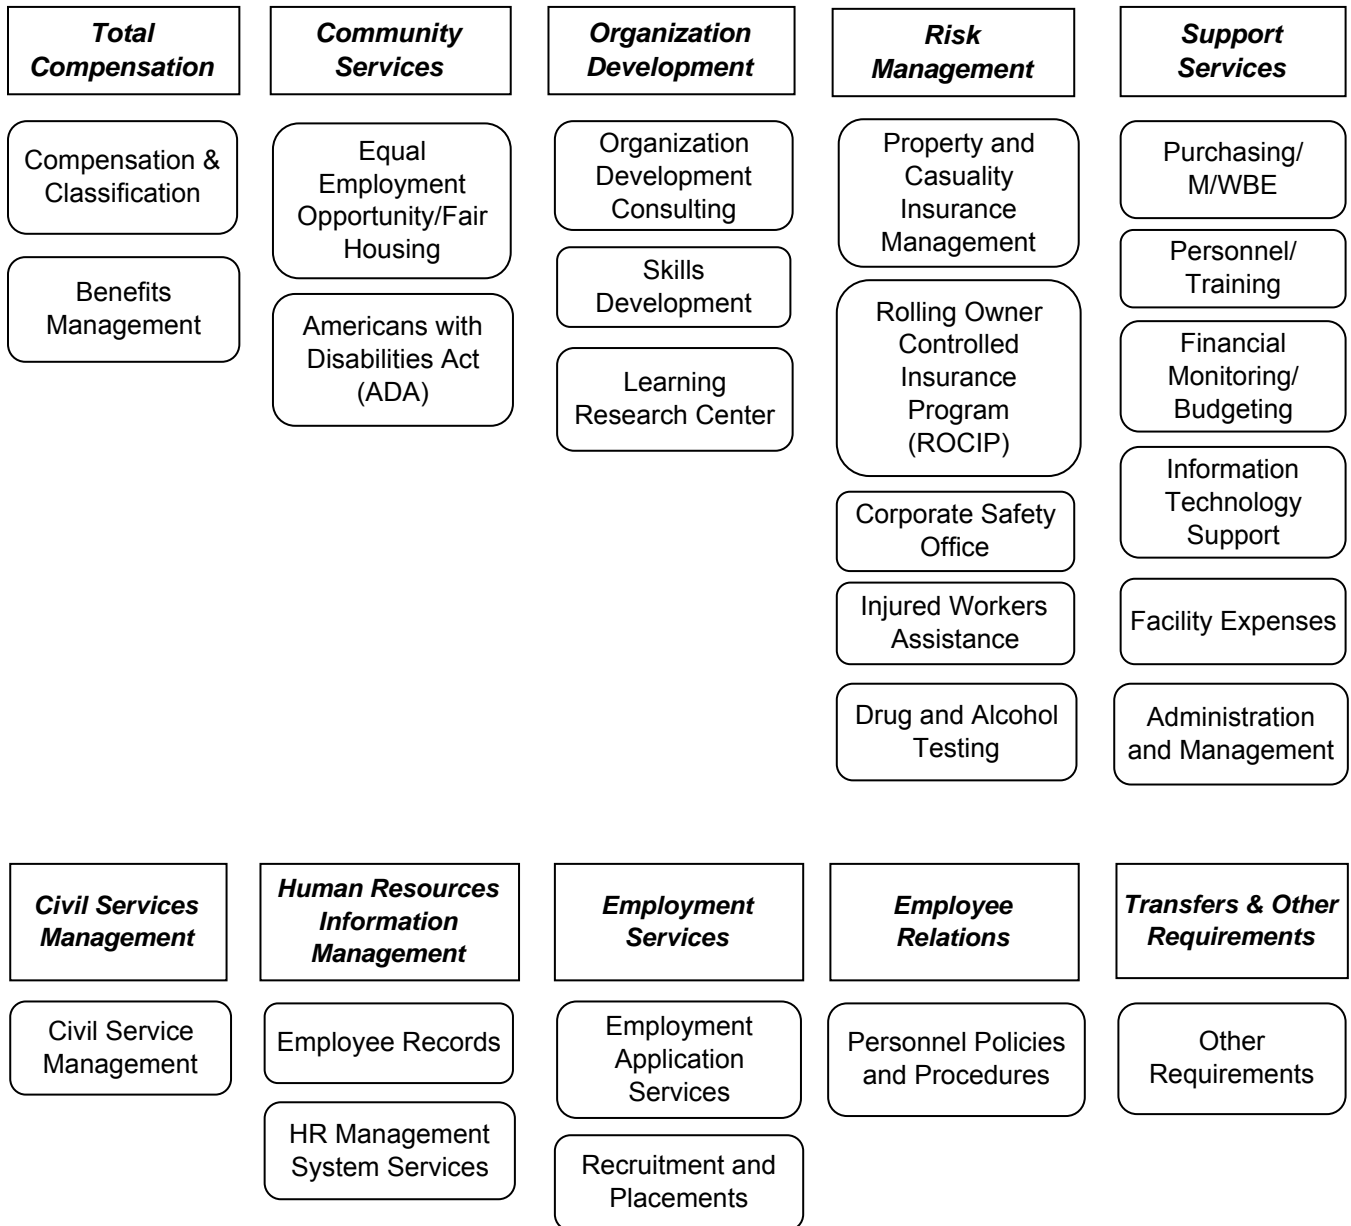 Total
Compensation
Compensation &
Classification
Benefits
Management
Community
Services
Equal
Employment
Opportunity/Fair
Housing
Americans with
Disabilities Act
(ADA)
Organization
Development
Organization
Development
Consulting
Skills
Development
Learning
Research Center
Risk
Management
Property and
Casuality
Insurance
Management
Rolling Owner
Controlled
Insurance
Program
(ROCIP)
Corporate Safety
Office
Injured Workers
Assistance
Drug and Alcohol
Testing
Support
Services
Purchasing/
M/WBE
Personnel/
Training
Financial
Monitoring/
Budgeting
Information
Technology
Support
Facility Expenses
Administration
and Management
Civil Services
Management
Civil Service
Management
Human Resources
Information
Management
Employee Records
HR Management
System Services
Employment
Services
Employment
Application
Services
Recruitment and
Placements
Employee
Relations
Personnel Policies
and Procedures
Transfers & Other
Requirements
Other
Requirements